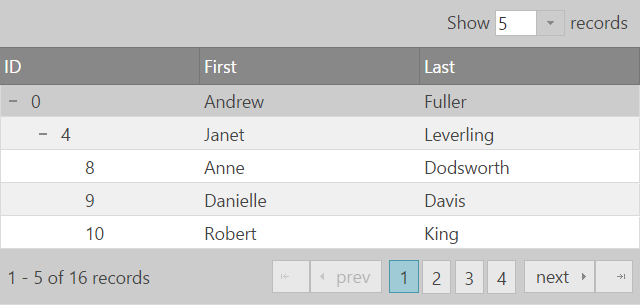 Show 5 records
ID First Last
0 Andrew Fuller
4 Janet Leverling
8 Anne Dodsworth
9 Danielle Davis
10 Robert King
1 - 5 of 16 records prev 1 2 3 4 next